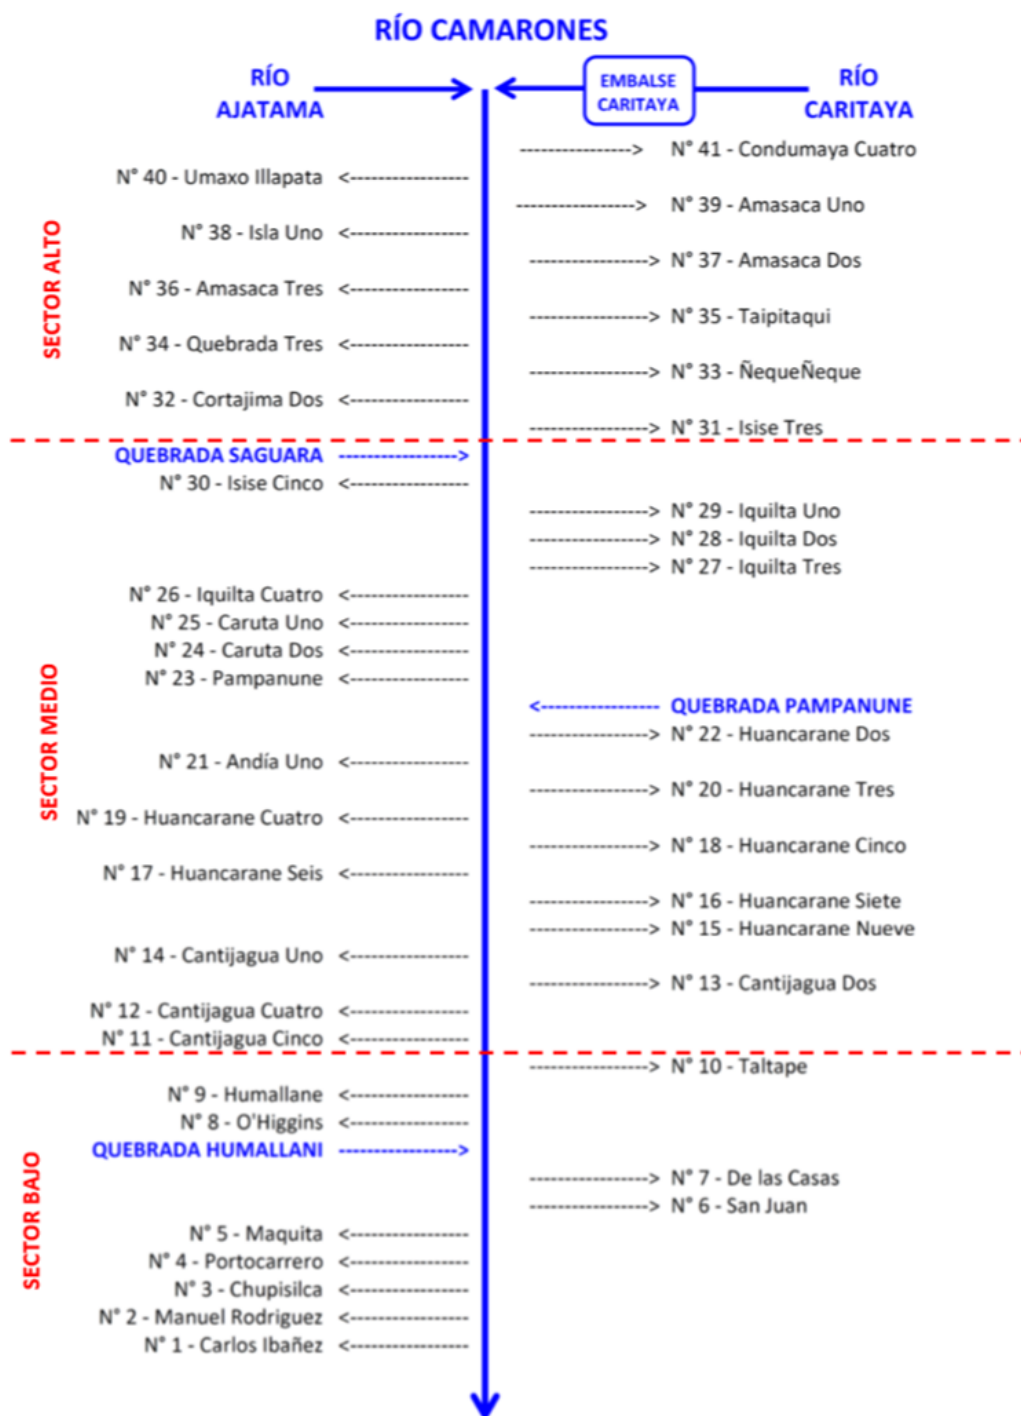 RÍO CAMARONES
RÍO
AJATAMA
EMBALSE
CARITAYA
RÍO
CARITAYA
N° 41 - Condumaya Cuatro
N° 40 - Umaxo Illapata
N° 39 - Amasaca Uno
N° 38 - Isla Uno
N° 37 - Amasaca Dos
N° 36 - Amasaca Tres
N° 35 - Taipitaqui
N° 34 - Quebrada Tres
N° 33 - ÑequeÑeque
N° 32 - Cortajima Dos
N° 31 - Isise Tres
SECTOR ALTO
QUEBRADA SAGUARA
N° 30 - Isise Cinco
N° 29 - Iquilta Uno
N° 28 - Iquilta Dos
N° 27 - Iquilta Tres
N° 26 - Iquilta Cuatro
N° 25 - Caruta Uno
N° 24 - Caruta Dos
N° 23 - Pampanune
QUEBRADA PAMPANUNE
N° 22 - Huancarane Dos
N° 21 - Andía Uno
N° 20 - Huancarane Tres
N° 19 - Huancarane Cuatro
N° 18 - Huancarane Cinco
N° 17 - Huancarane Seis
N° 16 - Huancarane Siete
N° 15 - Huancarane Nueve
N° 14 - Cantijagua Uno
N° 13 - Cantijagua Dos
N° 12 - Cantijagua Cuatro
N° 11 - Cantijagua Cinco
SECTOR MEDIO
N° 10 - Taltape
N° 9 - Humallane
N° 8 - O'Higgins
QUEBRADA HUMALLANI
N° 7 - De las Casas
N° 6 - San Juan
N° 5 - Maquita
N° 4 - Portocarrero
N° 3 - Chupisilca
N° 2 - Manuel Rodriguez
N° 1 - Carlos Ibañez
SECTOR BAJO